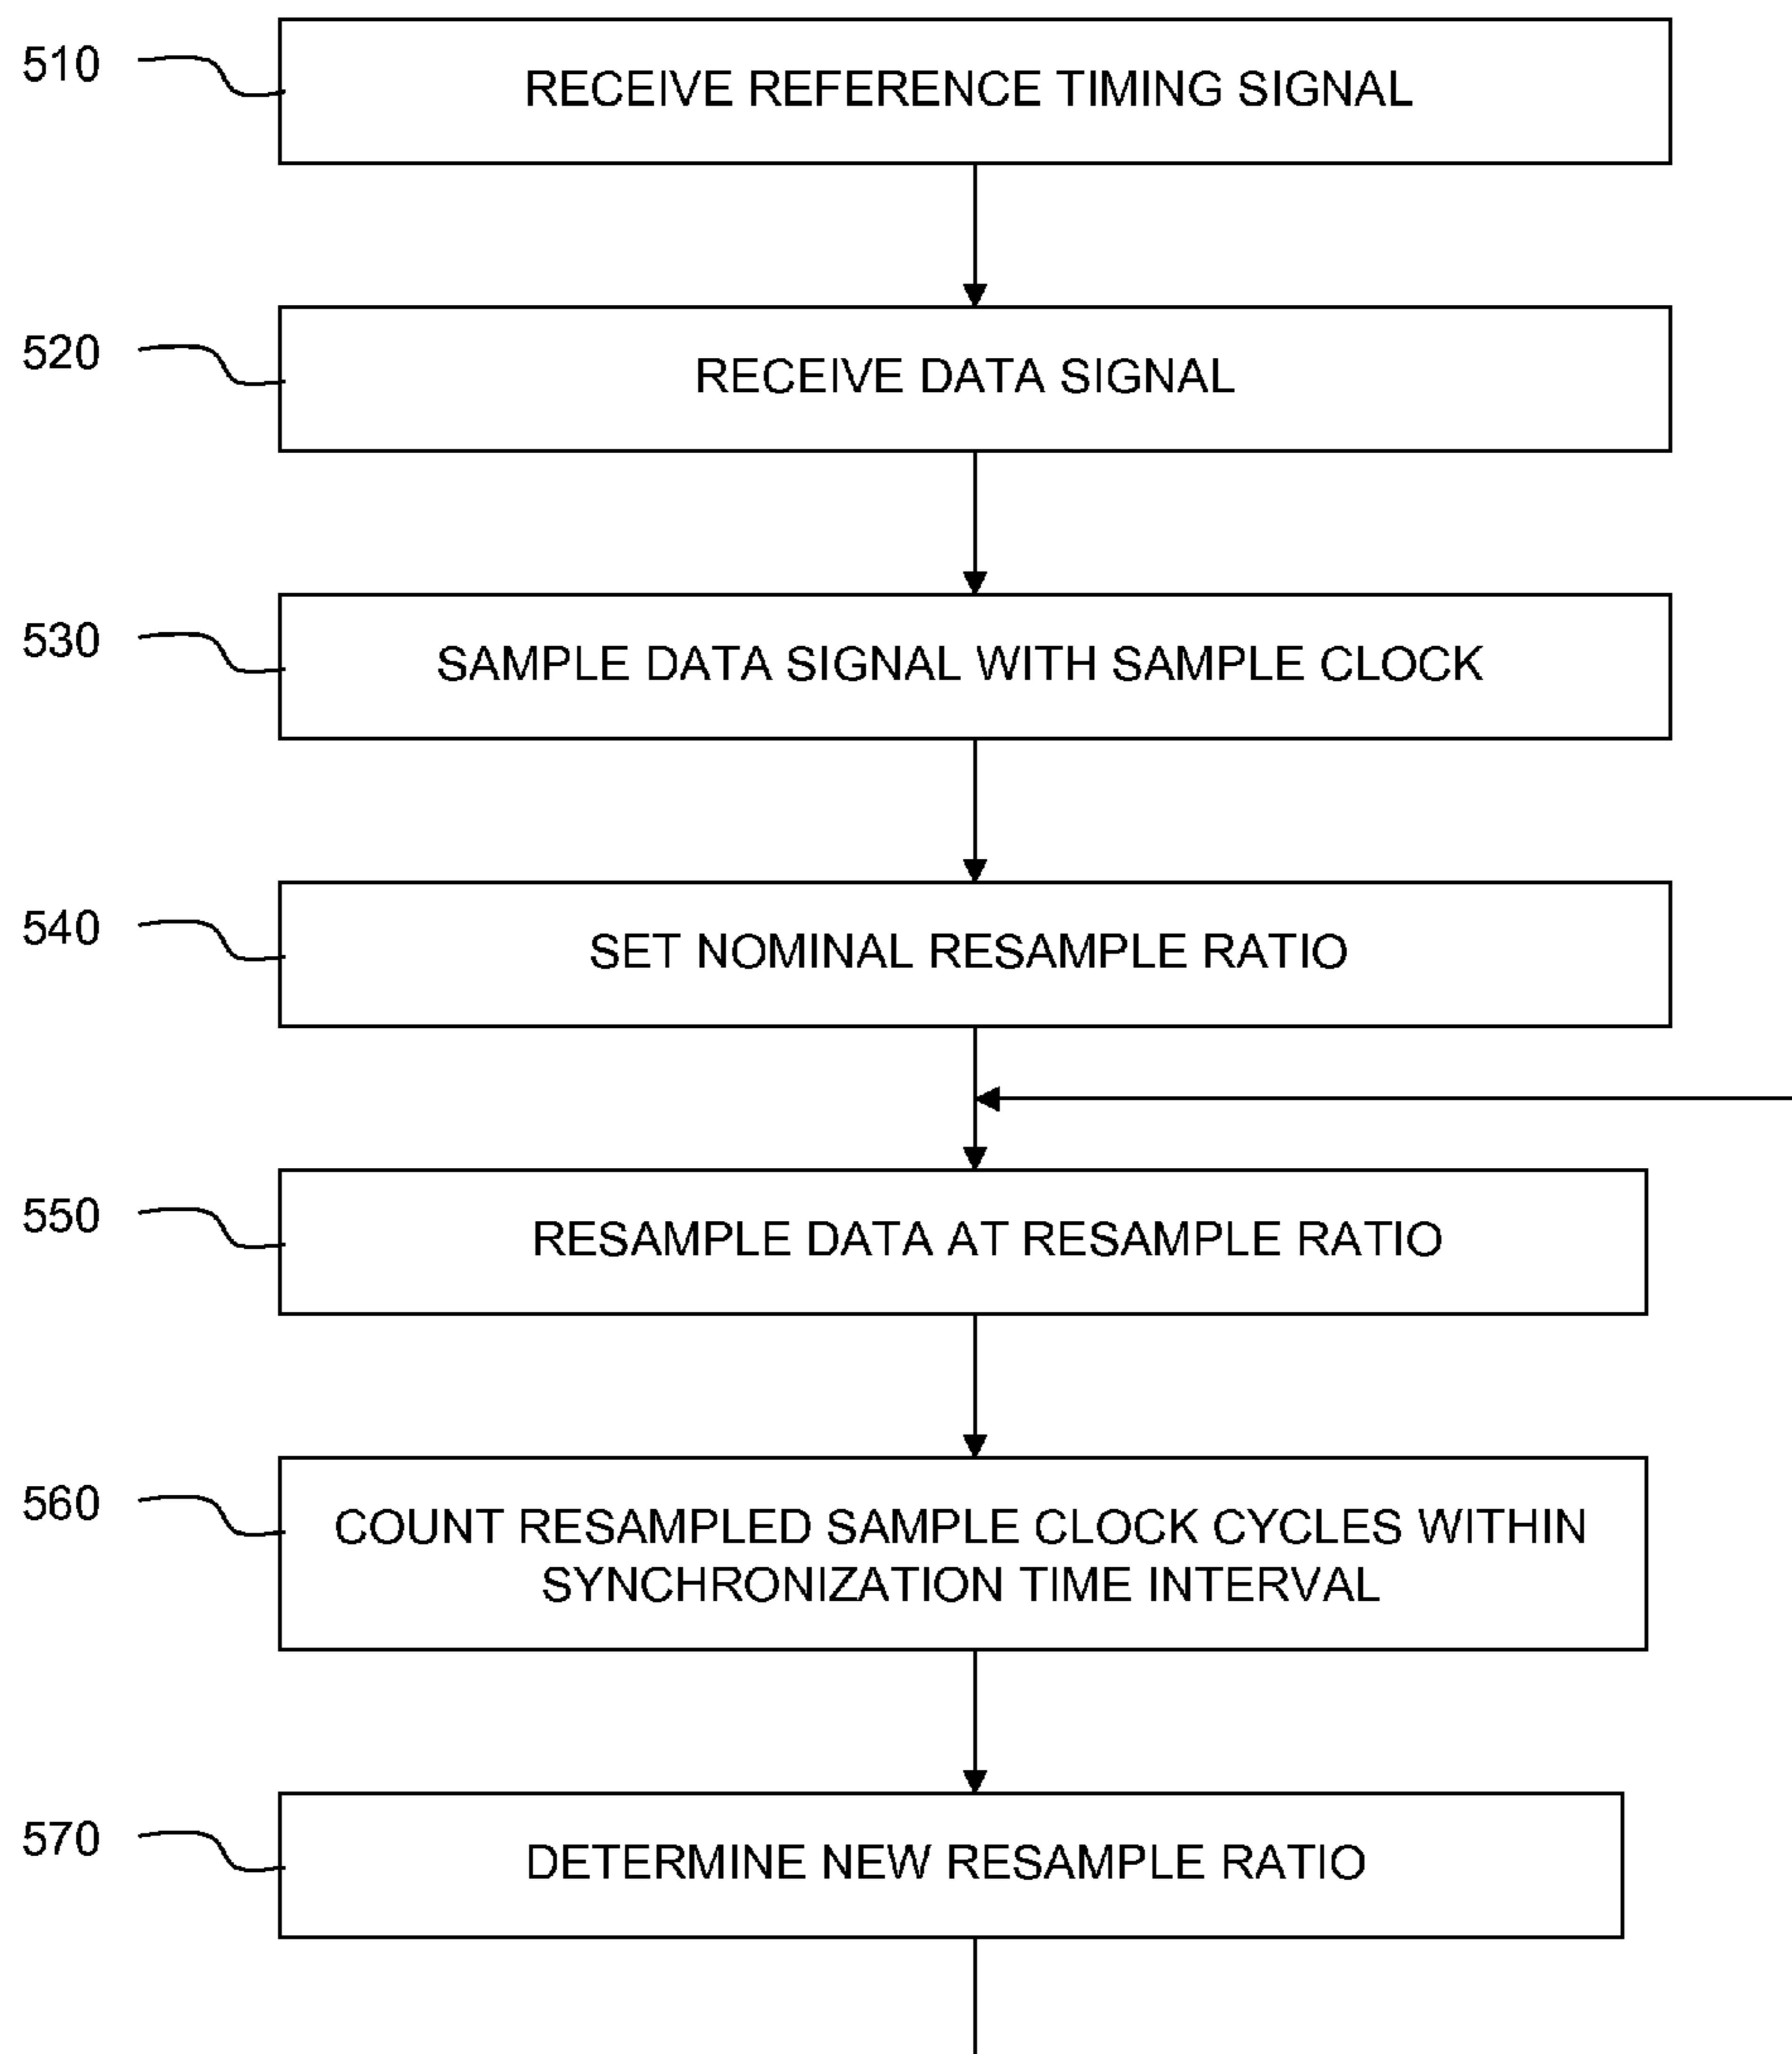 510
RECEIVE REFERENCE TIMING SIGNAL
520
RECEIVE DATA SIGNAL
530
SAMPLE DATA SIGNAL WITH SAMPLE CLOCK
540
SET NOMINAL RESAMPLE RATIO
550
RESAMPLE DATA AT RESAMPLE RATIO
560
COUNT RESAMPLED SAMPLE CLOCK CYCLES WITHIN
SYNCHRONIZATION TIME INTERVAL
570
DETERMINE NEW RESAMPLE RATIO